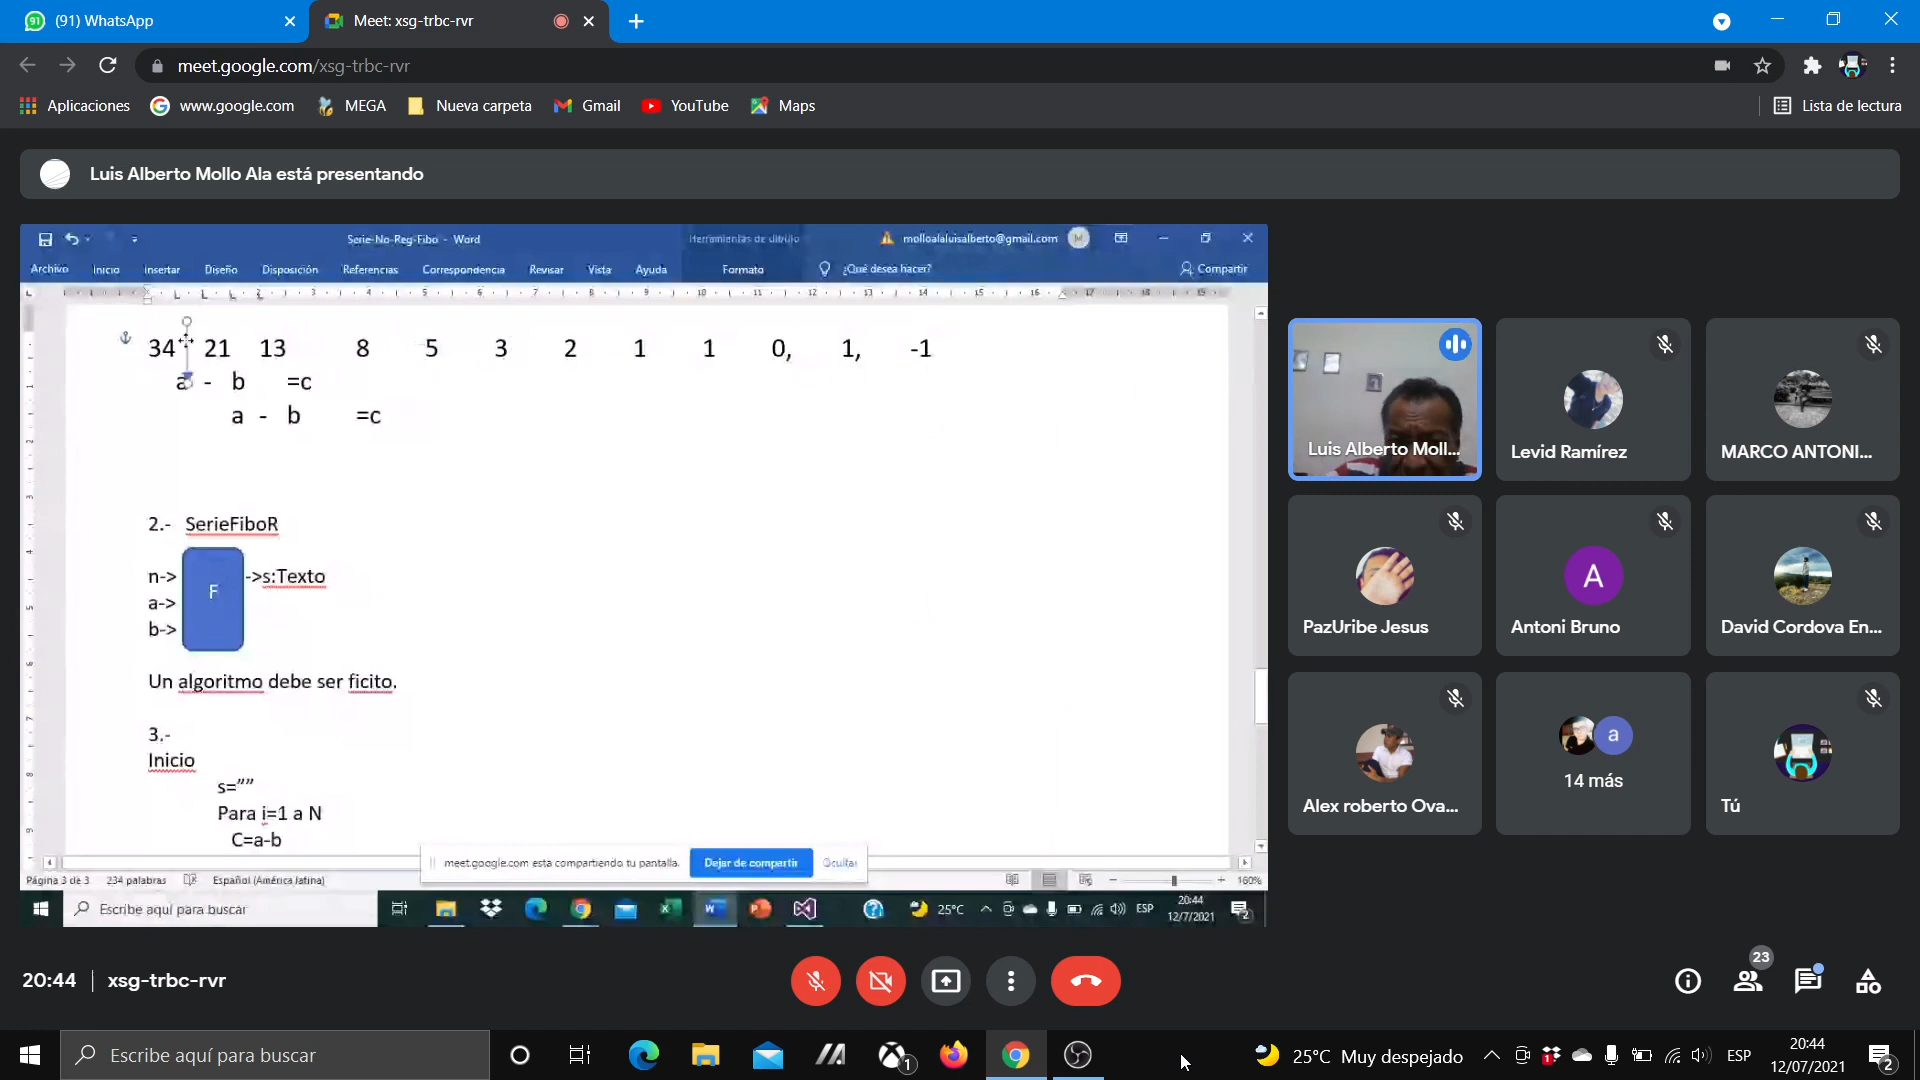 (91) WhatsApp
Meet: xsg-trbc-rvr
meet.google.com/xsg-trbc-rvr
Aplicaciones www.google.com MEGA Nueva carpeta Gmail YouTube Maps Lista de lectura
Luis Alberto Mollo Ala está presentando
Serie-No-Reg-Fibo - Word Herramientas de dibujo molloalaluisalberto@gmail.com M
Archivo Inicio Insertar Diseño Disposición Referencias Correspondencia Revisar Vista Ayuda Formato ¿Qué desea hacer? Compartir
34 21 13 8 5 3 2 1 1 0, 1, -1
a - b =c
a - b =c
2.- SerieFiboR
n-> F ->s:Texto
a->
b->
Un algoritmo debe ser ficito.
3.-
Inicio
s=””
Para i=1 a N
C=a-b
meet.google.com está compartiendo tu pantalla. Dejar de compartir Ocultar
Página 3 de 3 234 palabras Español (América latina) 160%
Escribe aquí para buscar 25°C ESP 20:44
12/7/2021 2
Luis Alberto Moll...
Levid Ramírez
MARCO ANTONI...
PazUribe Jesus
A
Antoni Bruno
David Cordova En...
Alex roberto Ova...
a
14 más
Tú
20:44 | xsg-trbc-rvr
23
Escribe aquí para buscar 1 25°C Muy despejado 1 ESP 20:44
12/07/2021 2